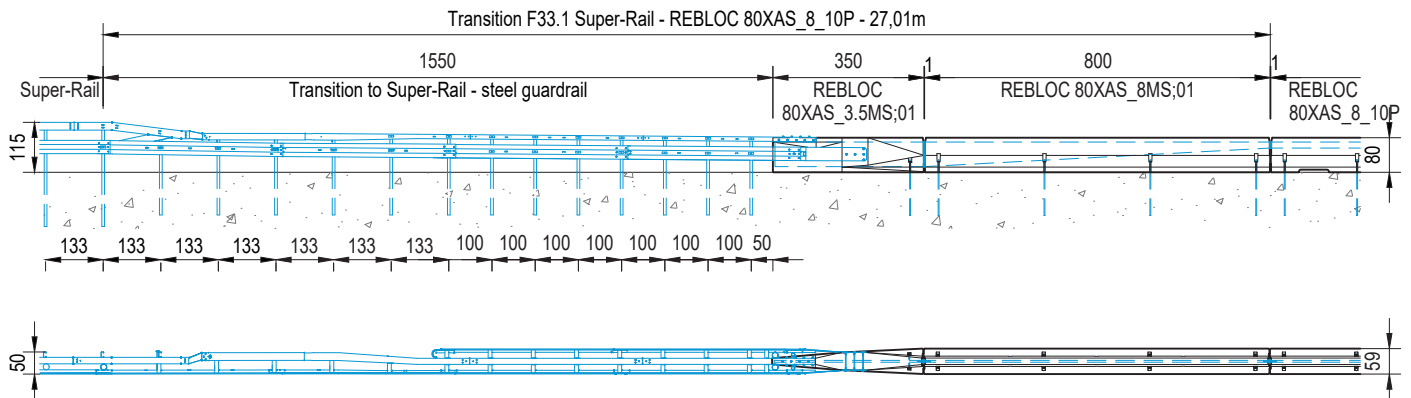 Transition F33.1 Super-Rail - REBLOC 80XAS_8_10P - 27,01m
1550 350 1 800 1
Super-Rail Transition to Super-Rail - steel guardrail REBLOC REBLOC 80XAS_8MS;01 REBLOC
80XAS_3.5MS;01 80XAS_8_10P
115 80
133 133 133 133 133 133 133 100 100 100 100 100 100 100 50
50 59